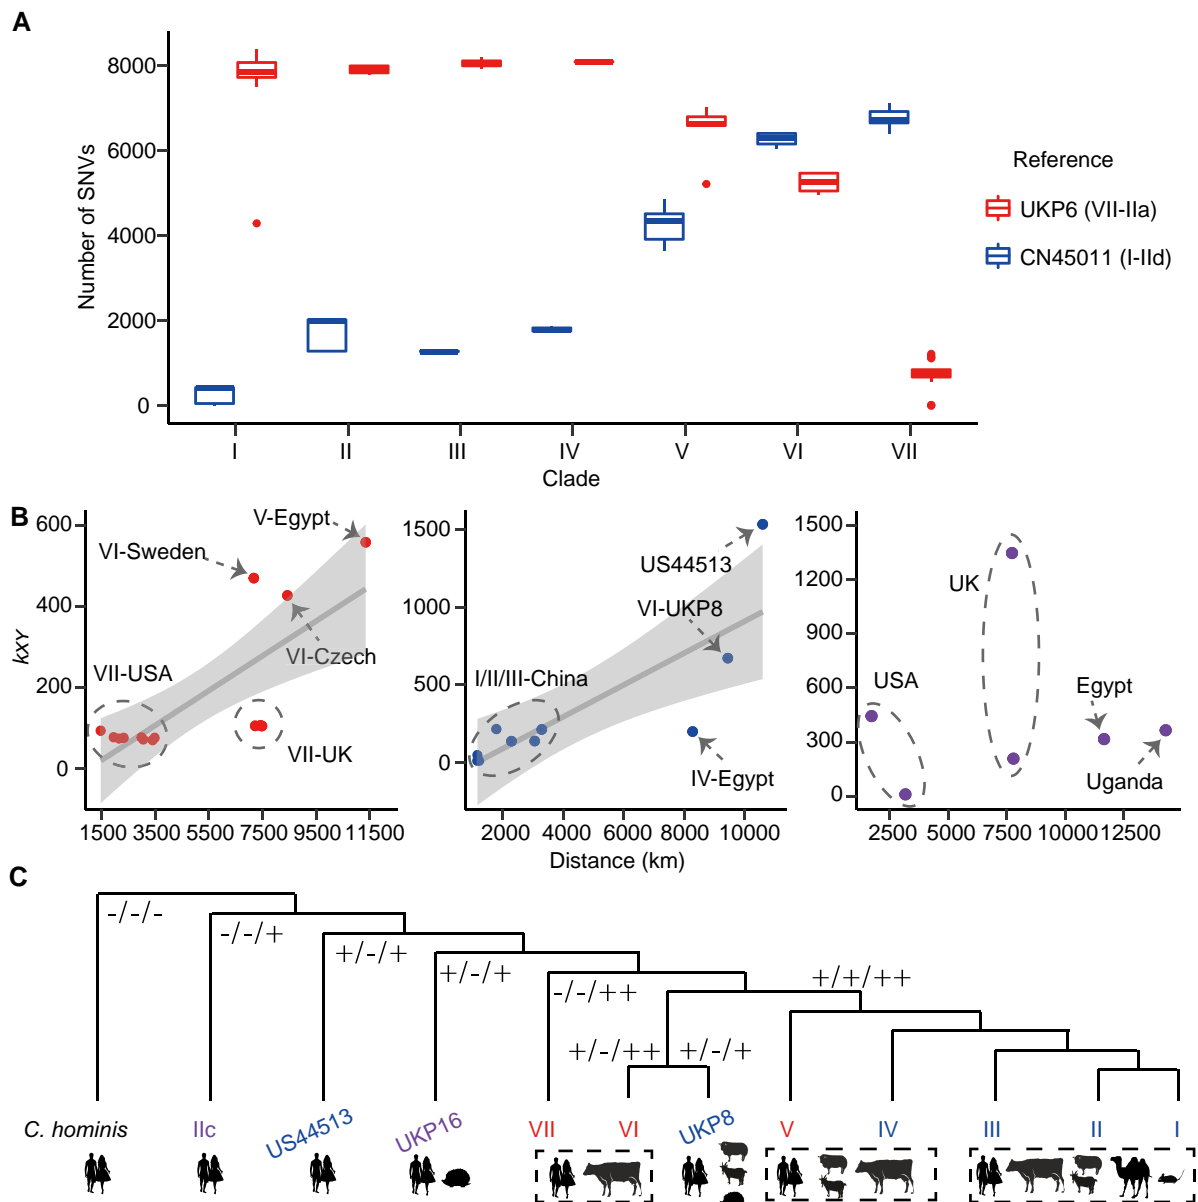 A
Number of SNVs
8000
6000
4000
2000
0
I II III IV V VI VII
Clade
Reference
UKP6 (VII-IIa)
CN45011 (I-IId)
B
kXY
600
400
200
0
V-Egypt
VI-Sweden
VI-Czech
VII-USA
VII-UK
1500 3500 5500 7500 9500 11500
1500
1000
500
0
US44513
VI-UKP8
I/II/III-China
IV-Egypt
2000 4000 6000 8000 10000
Distance (km)
1500
1200
900
600
300
0
UK
USA
Egypt
Uganda
2500 5000 7500 10000 12500
C
-/-/-
-/-/+
+/-/+
+/-/+
-/-/++
+/+/++
+/-/++
+/-/+
C. hominis IIc US44513 UKP16 VII VI UKP8 V IV III II I